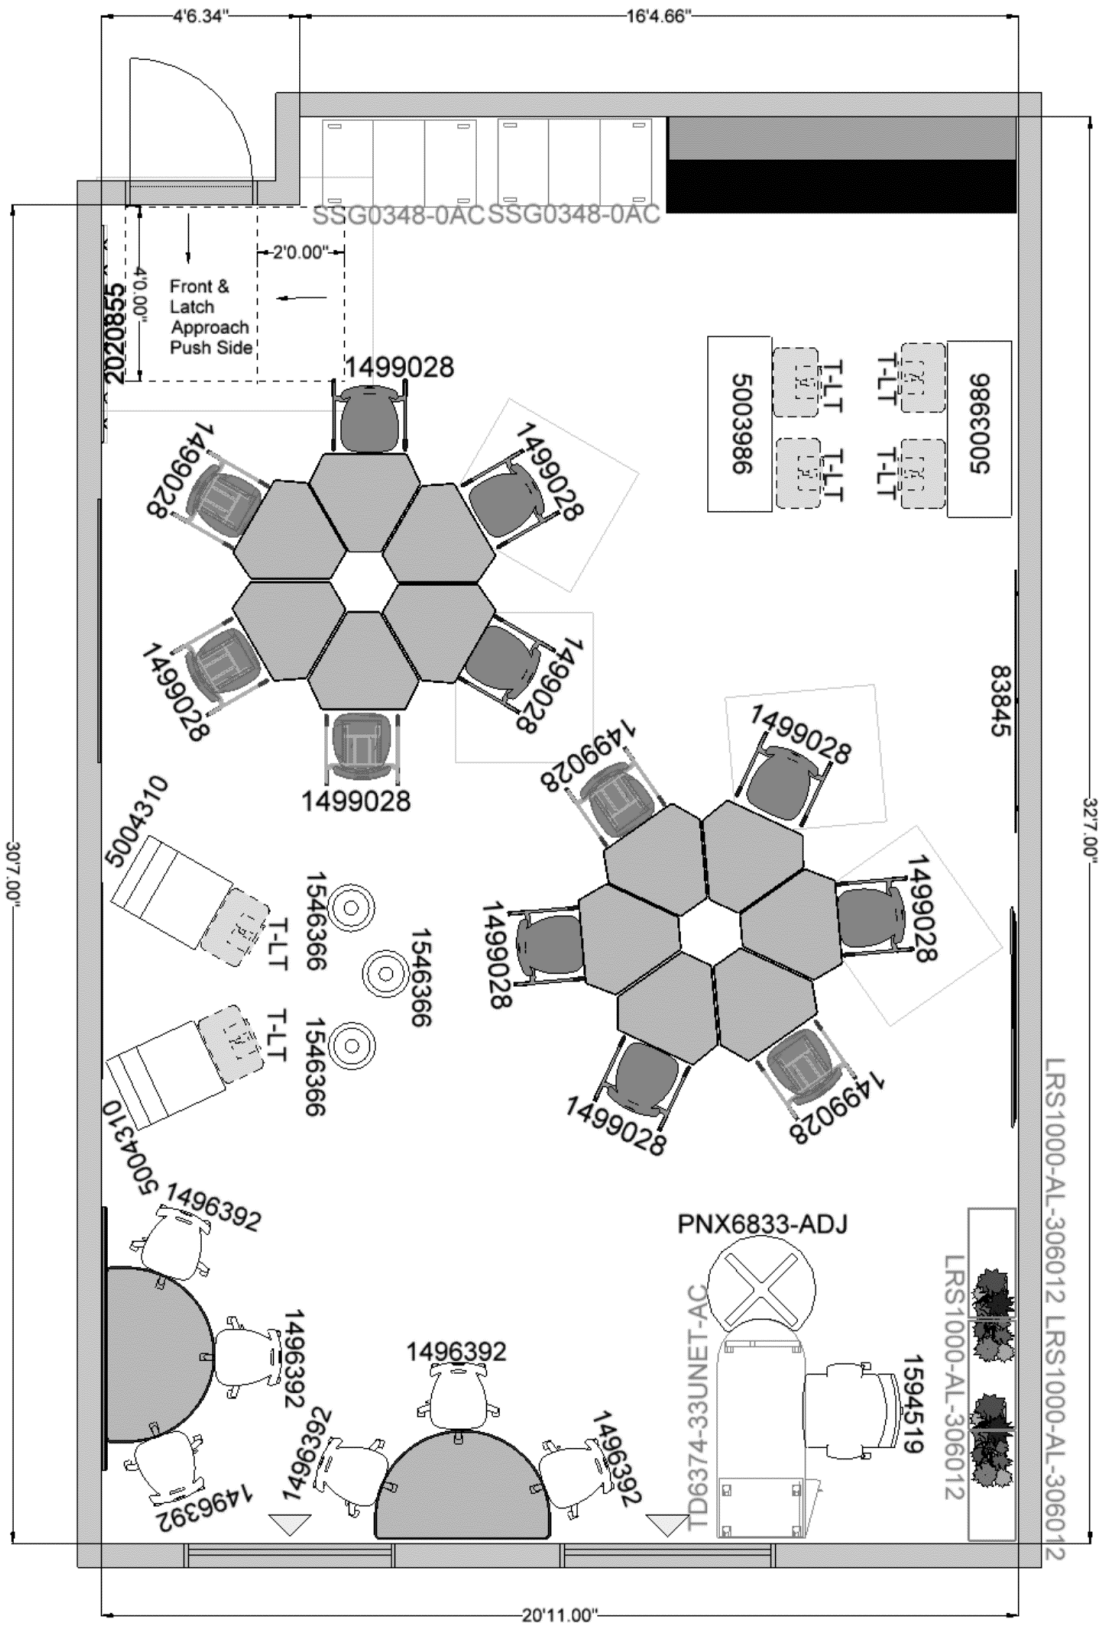 4'6.34"
16'4.66"
SSG0348-0AC
SSG0348-0AC
2'0.00"
4'0.00"
2020855
Front &
Latch
Approach
Push Side
1499028
1499028
1499028
5003986
T-LT
T-LT
T-LT
T-LT
5003986
1499028
1499028
1499028
83845
1499028
1499028
5004310
30'7.00"
32'7.00"
1546366
T-LT
1546366
1499028
1499028
T-LT
1546366
5004310
1499028
1499028
1496392
PNX6833-ADJ
LRS1000-AL-306012
LRS1000-AL-306012
LRS1000-AL-306012
TD6374-33UNET-AC
1496392
1496392
1594519
1496392
1496392
1496392
20'11.00"